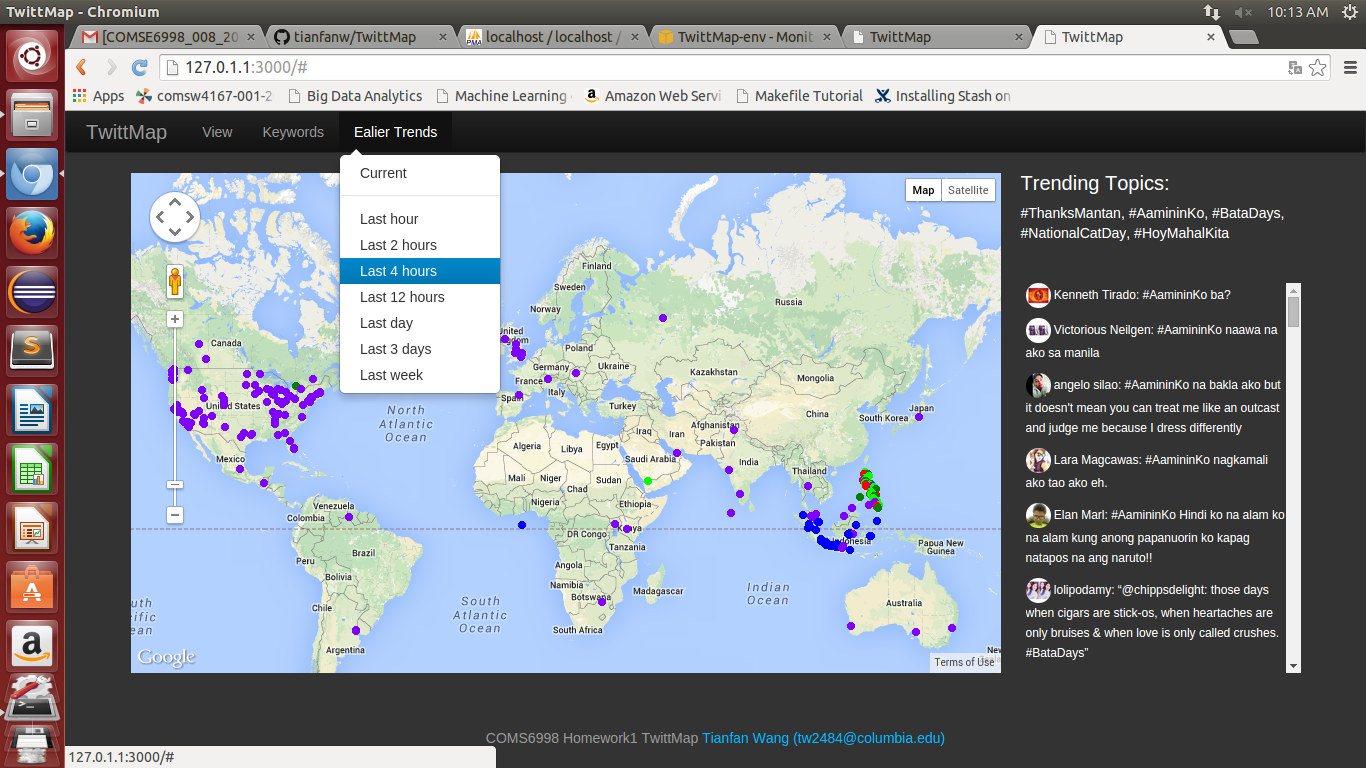 TwittMap - Chromium
10:13 AM
[COMSE6998_008_20
tianfanw/TwittMap
localhost / localhost /
TwittMap-env - Monit
TwittMap
TwittMap
127.0.1.1:3000/#
Apps
comsw4167-001-2
Big Data Analytics
Machine Learning
Amazon Web Servi
Makefile Tutorial
Installing Stash on
TwittMap
View
Keywords
Ealier Trends
Current
Last hour
Last 2 hours
Last 4 hours
Last 12 hours
Last day
Last 3 days
Last week
Map
Satellite
Finland
Sweden
Norway
Russia
United
Kingdom
Poland
Germany
Ukraine
France
Italy
Spain
Kazakhstan
Mongolia
Turkey
China
South Korea
Japan
Afghanistan
Iraq
Iran
Pakistan
Algeria
Libya
Egypt
Saudi Arabia
India
Thailand
Mali
Niger
Sudan
Chad
Nigeria
Ethiopia
Kenya
DR Congo
Tanzania
Indonesia
Papua New
Guinea
Angola
Namibia
Botswana
Madagascar
South Africa
Australia
Canada
United States
Mexico
Venezuela
Colombia
Brazil
Peru
Bolivia
Chile
Argentina
North
Atlantic
Ocean
South
Atlantic
Ocean
Indian
Ocean
uth
ific
ean
New
Google
Terms of Use
Trending Topics:
#ThanksMantan, #AamininKo, #BataDays,
#NationalCatDay, #HoyMahalKita
Kenneth Tirado: #AamininKo ba?
Victorious Neilgen: #AamininKo naawa na
ako sa manila
angelo silao: #AamininKo na bakla ako but
it doesn't mean you can treat me like an outcast
and judge me because I dress differently
Lara Magcawas: #AamininKo nagkamali
ako tao ako eh.
Elan Marl: #AamininKo Hindi ko na alam ko
na alam kung anong papanuorin ko kapag
natapos na ang naruto!!
lolipodamy: “@chippsdelight: those days
when cigars are stick-os, when heartaches are
only bruises & when love is only called crushes.
#BataDays”
COMS6998 Homework1 TwittMap Tianfan Wang (tw2484@columbia.edu)
127.0.1.1:3000/#